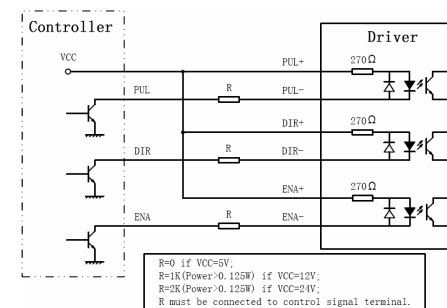 Controller
Driver
VCC
PUL+
270Ω
PUL
R
PUL-
DIR+
270Ω
DIR
R
DIR-
ENA+
270Ω
ENA
R
ENA-
R=0 if VCC=5V;
R=1K(Power>0.125W) if VCC=12V;
R=2K(Power>0.125W) if VCC=24V;
R must be connected to control signal terminal.